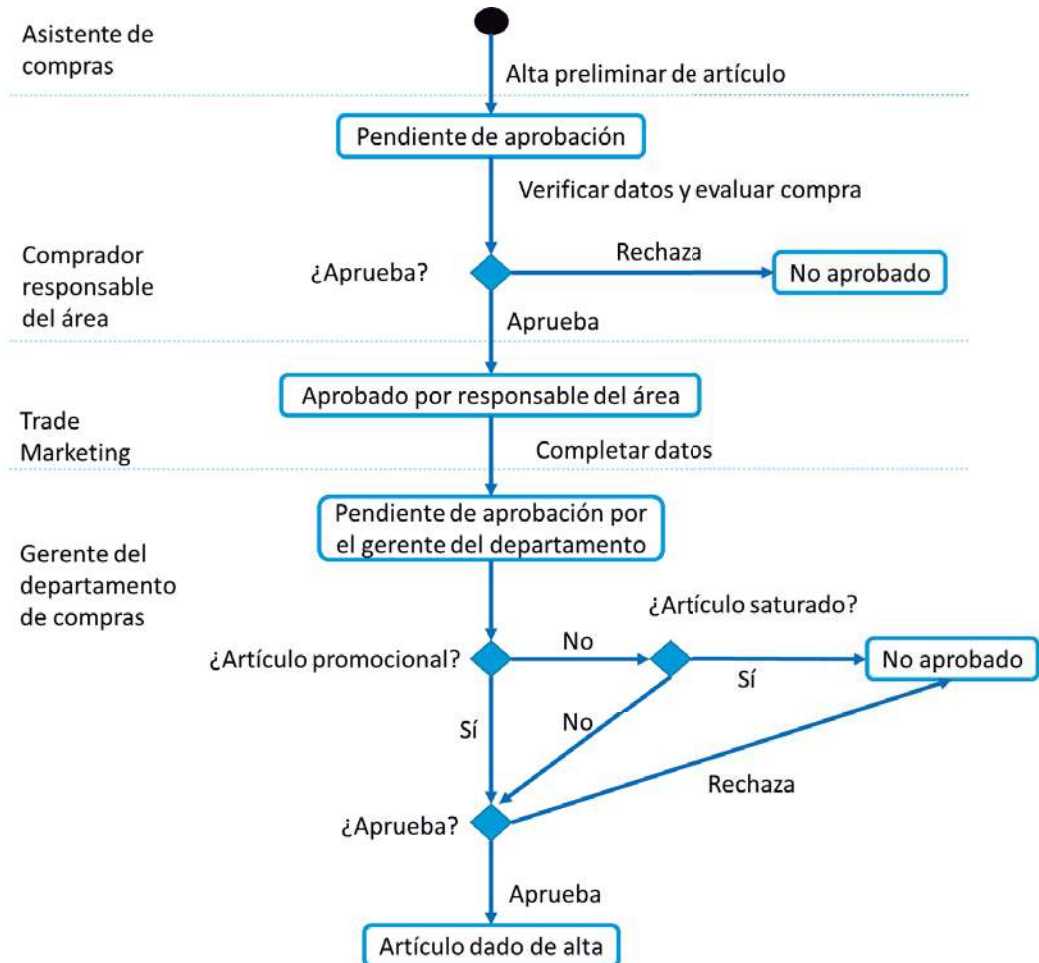 Asistente de
compras
Alta preliminar de artículo
Pendiente de aprobación
Verificar datos y evaluar compra
Comprador
responsable
del área
¿Aprueba?
Rechaza
No aprobado
Aprueba
Aprobado por responsable del área
Trade
Marketing
Completar datos
Pendiente de aprobación por
el gerente del departamento
Gerente del
departamento
de compras
¿Artículo saturado?
¿Artículo promocional?
No
No aprobado
Sí
Sí
No
Rechaza
¿Aprueba?
Aprueba
Artículo dado de alta